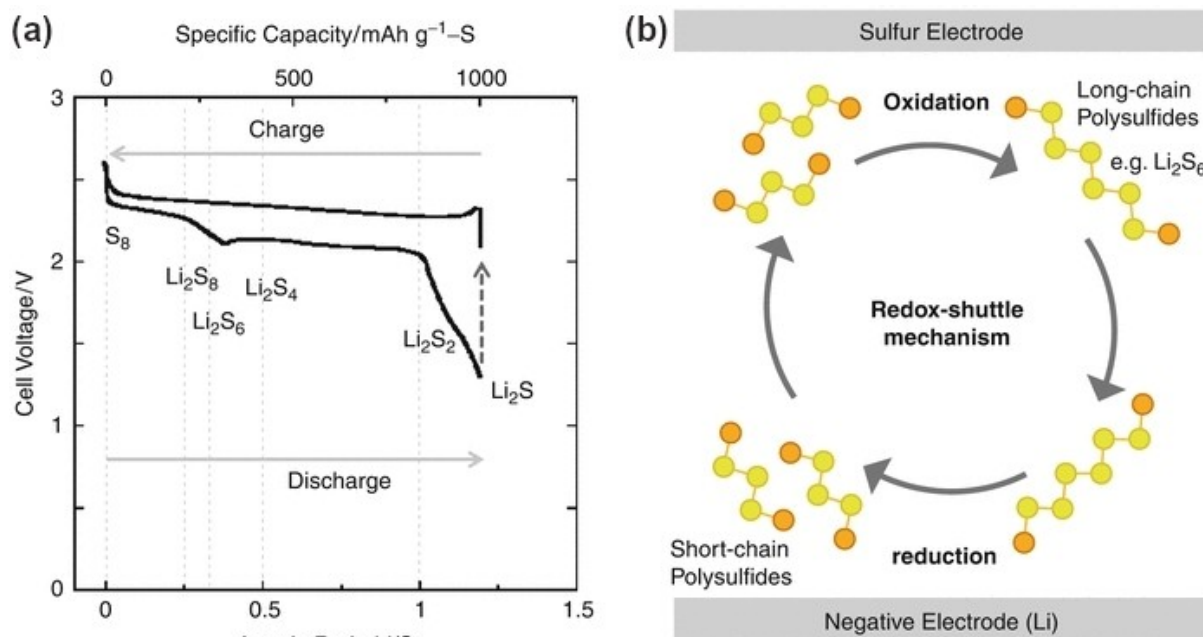 (a)
Specific Capacity/mAh g⁻¹–S
0 500 1000
3
2
1
0
Cell Voltage/V
Charge
S₈
Li₂S₈
Li₂S₆
Li₂S₄
Li₂S₂
Li₂S
Discharge
0 0.5 1 1.5
(b)
Sulfur Electrode
Oxidation
Long-chain
Polysulfides
e.g. Li₂S₆
Redox-shuttle
mechanism
Short-chain
Polysulfides
reduction
Negative Electrode (Li)